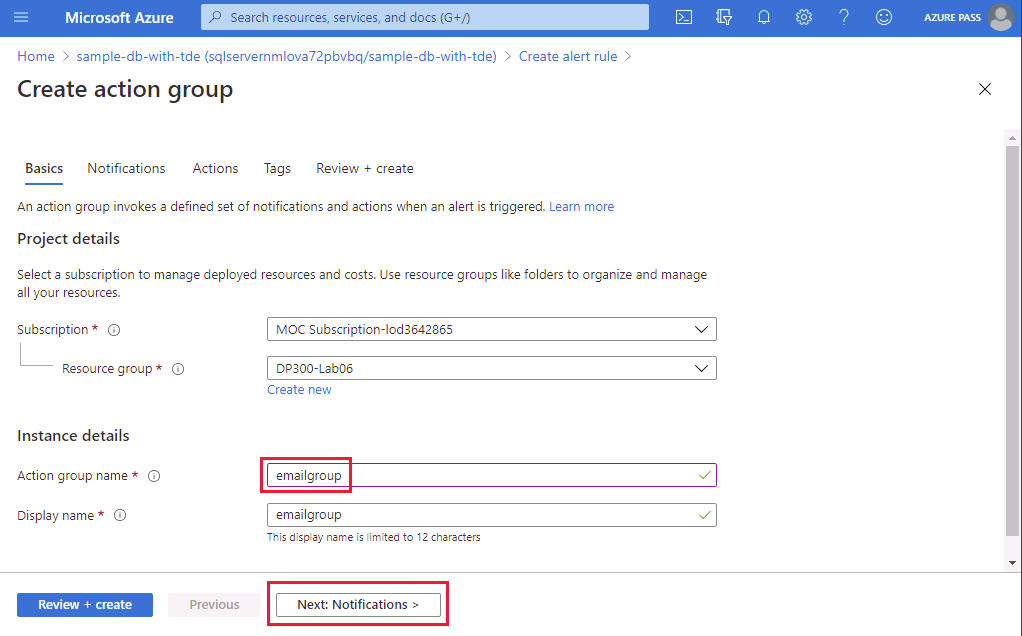 Microsoft Azure
Search resources, services, and docs (G+/)
AZURE PASS
Home > sample-db-with-tde (sqlservernmlova72pbvbq/sample-db-with-tde) > Create alert rule >
Create action group
Basics Notifications Actions Tags Review + create
An action group invokes a defined set of notifications and actions when an alert is triggered. Learn more
Project details
Select a subscription to manage deployed resources and costs. Use resource groups like folders to organize and manage
all your resources.
Subscription *
MOC Subscription-lod3642865
Resource group *
DP300-Lab06
Create new
Instance details
Action group name *
emailgroup
Display name *
emailgroup
This display name is limited to 12 characters
Review + create
Previous
Next: Notifications >